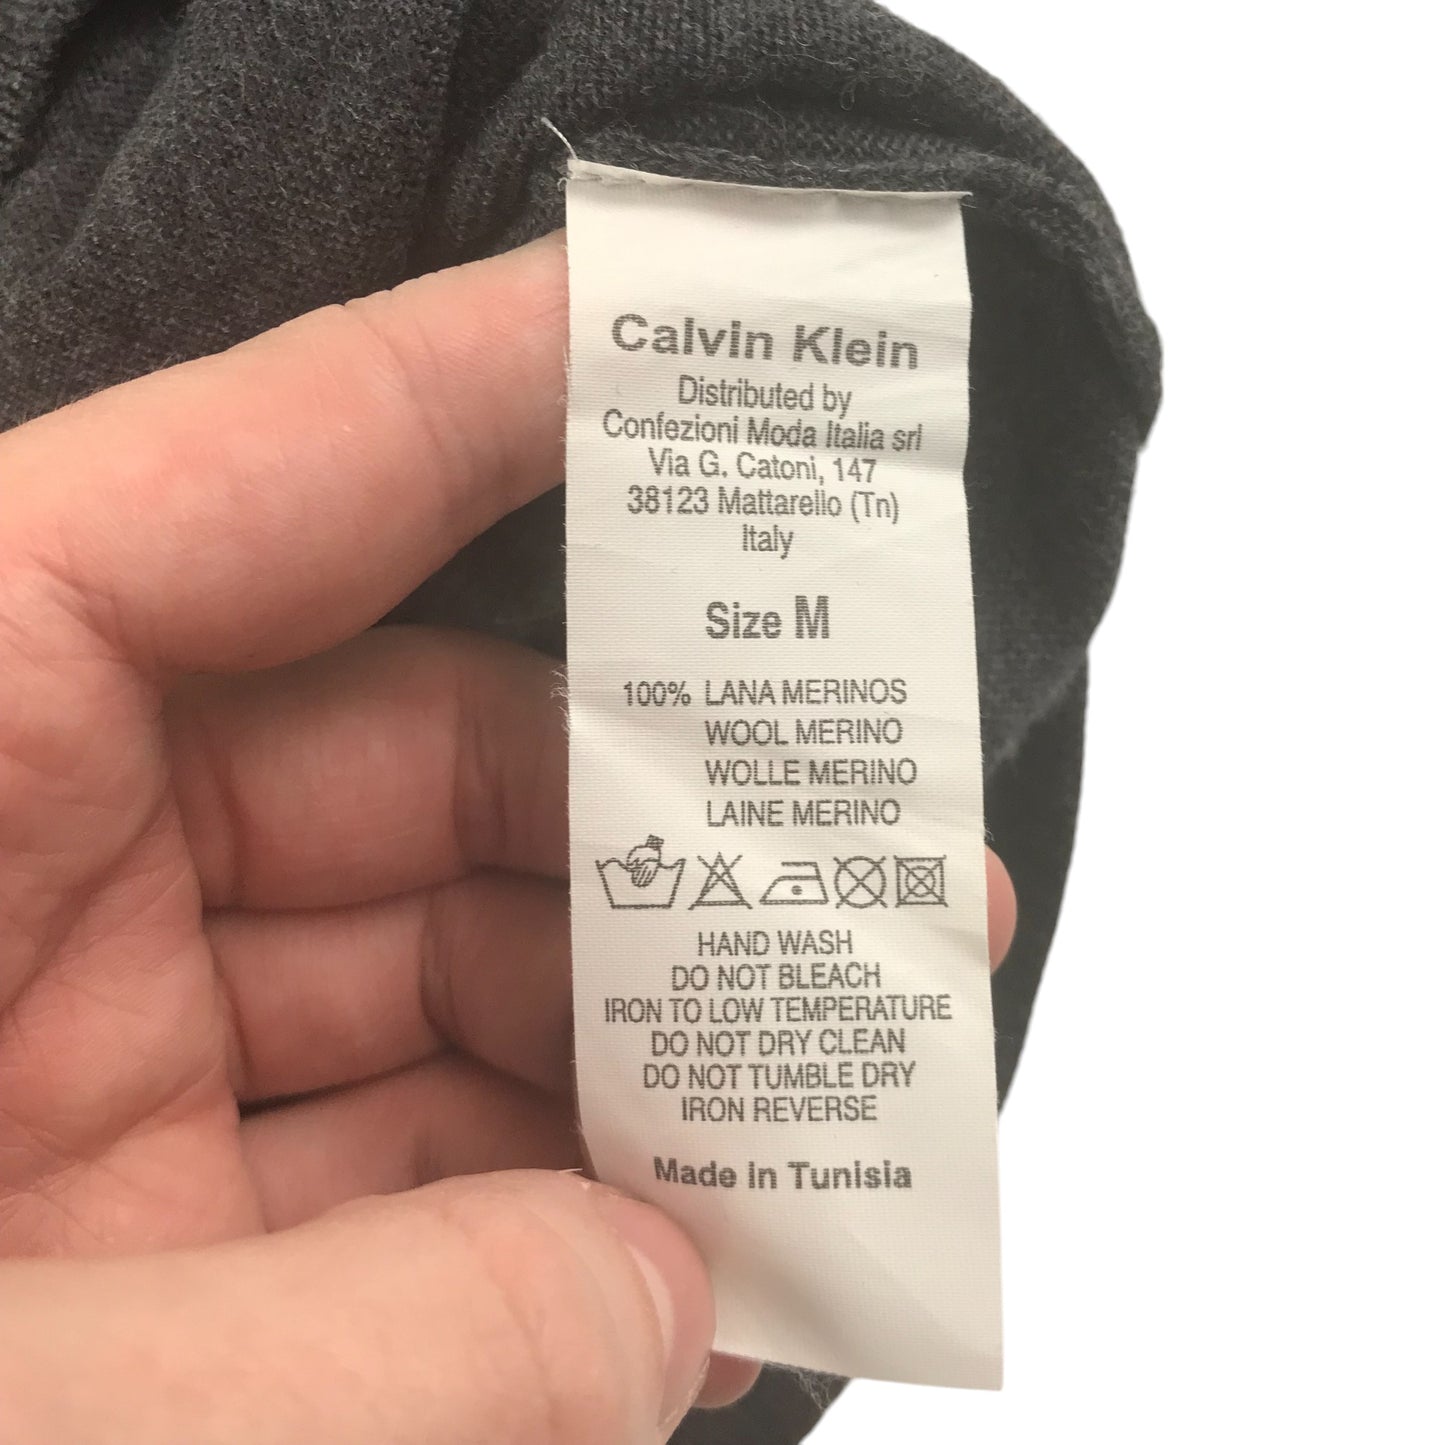 Calvin Klein
Distributed by
Confezioni Moda Italia srl
Via G. Catoni, 147
38123 Mattarello (Tn)
Italy
Size M
100% LANA MERINOS
WOOL MERINO
WOLLE MERINO
LAINE MERINO
HAND WASH
DO NOT BLEACH
IRON TO LOW TEMPERATURE
DO NOT DRY CLEAN
DO NOT TUMBLE DRY
IRON REVERSE
Made in Tunisia